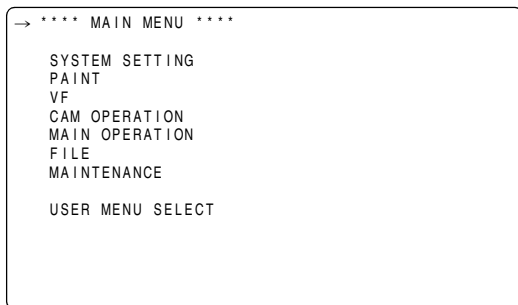 → **** MAIN MENU ****
SYSTEM SETTING
PAINT
VF
CAM OPERATION
MAIN OPERATION
FILE
MAINTENANCE
USER MENU SELECT